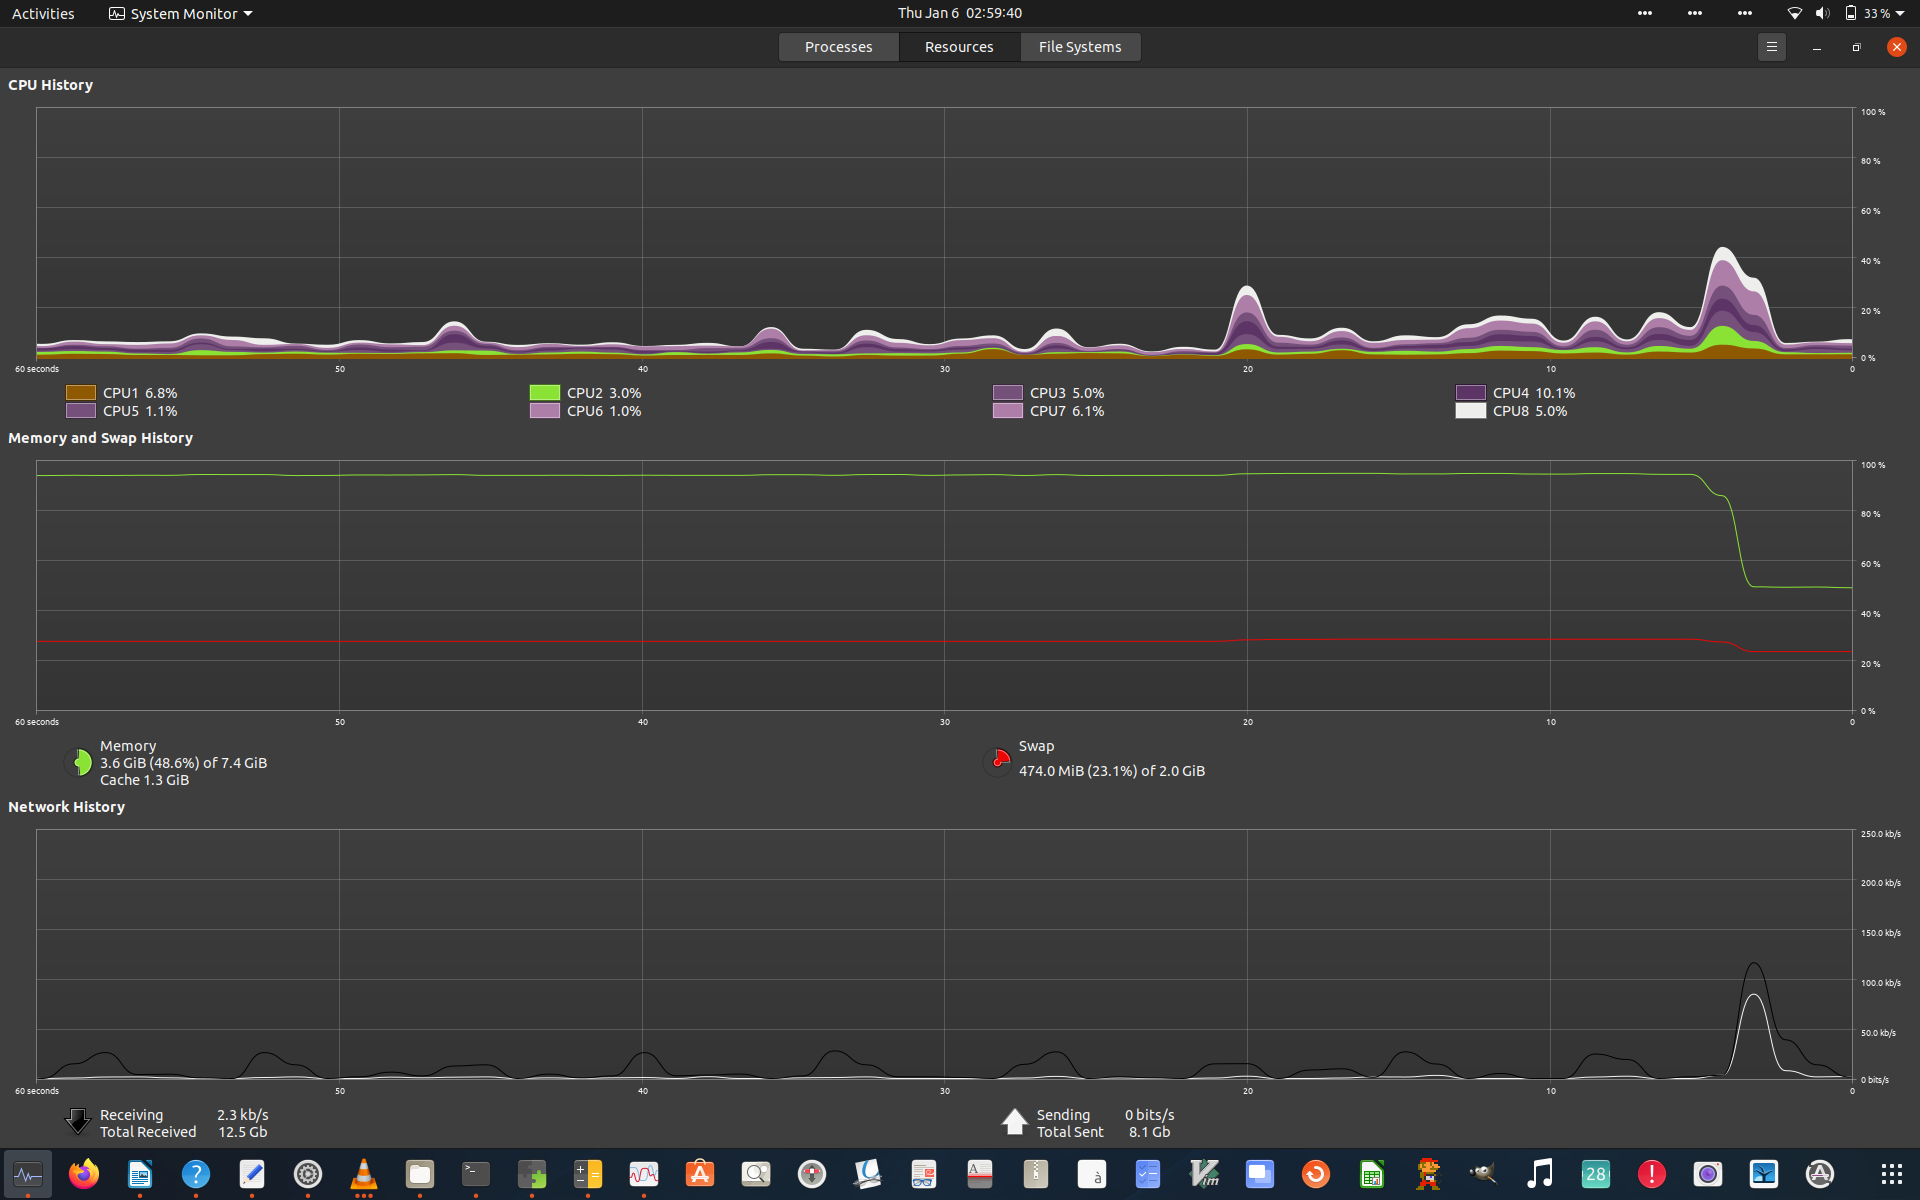 Activities System Monitor Thu Jan 6 02:59:40 33 %
Processes Resources File Systems
CPU History
100 %
80 %
60 %
40 %
20 %
0 %
60 seconds 50 40 30 20 10 0
CPU1 6.8% CPU2 3.0% CPU3 5.0% CPU4 10.1%
CPU5 1.1% CPU6 1.0% CPU7 6.1% CPU8 5.0%
Memory and Swap History
100 %
80 %
60 %
40 %
20 %
0 %
60 seconds 50 40 30 20 10 0
Memory
3.6 GiB (48.6%) of 7.4 GiB
Cache 1.3 GiB
Swap
474.0 MiB (23.1%) of 2.0 GiB
Network History
250.0 kb/s
200.0 kb/s
150.0 kb/s
100.0 kb/s
50.0 kb/s
0 bits/s
60 seconds 50 40 30 20 10 0
Receiving 2.3 kb/s
Total Received 12.5 Gb
Sending 0 bits/s
Total Sent 8.1 Gb
? >_ A à Vim 28 !